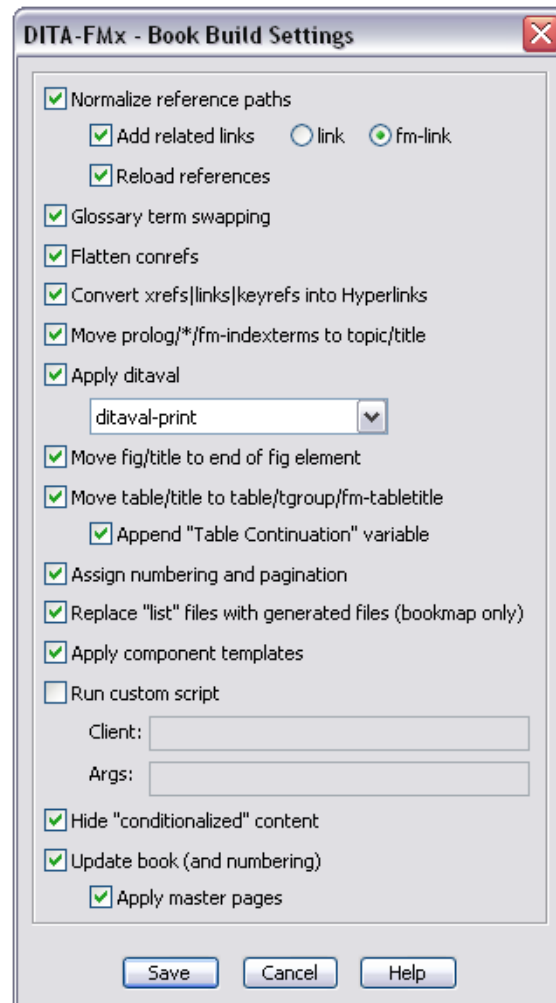 DITA-FMx - Book Build Settings
Normalize reference paths
Add related links link fm-link
Reload references
Glossary term swapping
Flatten conrefs
Convert xrefs|links|keyrefs into Hyperlinks
Move prolog/*/fm-indexterms to topic/title
Apply ditaval
ditaval-print
Move fig/title to end of fig element
Move table/title to table/tgroup/fm-tabletitle
Append "Table Continuation" variable
Assign numbering and pagination
Replace "list" files with generated files (bookmap only)
Apply component templates
Run custom script
Client:
Args:
Hide "conditionalized" content
Update book (and numbering)
Apply master pages
Save Cancel Help